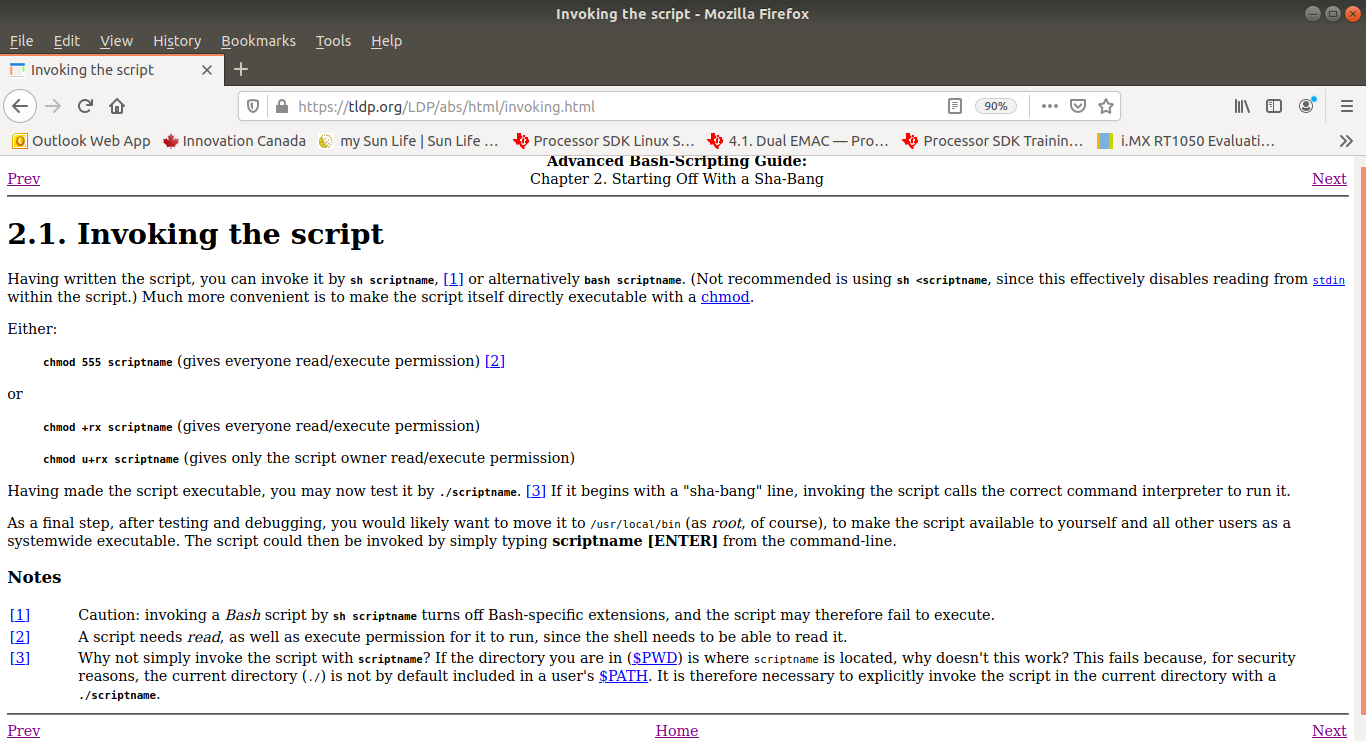 Invoking the script - Mozilla Firefox
File Edit View History Bookmarks Tools Help
Invoking the script
https://tldp.org/LDP/abs/html/invoking.html 90%
Outlook Web App Innovation Canada my Sun Life | Sun Life ... Processor SDK Linux S... 4.1. Dual EMAC — Pro... Processor SDK Trainin... i.MX RT1050 Evaluati...
Advanced Bash-Scripting Guide:
Prev Chapter 2. Starting Off With a Sha-Bang Next
2.1. Invoking the script
Having written the script, you can invoke it by sh scriptname, [1] or alternatively bash scriptname. (Not recommended is using sh <scriptname, since this effectively disables reading from stdin
within the script.) Much more convenient is to make the script itself directly executable with a chmod.
Either:
chmod 555 scriptname (gives everyone read/execute permission) [2]
or
chmod +rx scriptname (gives everyone read/execute permission)
chmod u+rx scriptname (gives only the script owner read/execute permission)
Having made the script executable, you may now test it by ./scriptname. [3] If it begins with a "sha-bang" line, invoking the script calls the correct command interpreter to run it.
As a final step, after testing and debugging, you would likely want to move it to /usr/local/bin (as root, of course), to make the script available to yourself and all other users as a
systemwide executable. The script could then be invoked by simply typing scriptname [ENTER] from the command-line.
Notes
[1] Caution: invoking a Bash script by sh scriptname turns off Bash-specific extensions, and the script may therefore fail to execute.
[2] A script needs read, as well as execute permission for it to run, since the shell needs to be able to read it.
[3] Why not simply invoke the script with scriptname? If the directory you are in ($PWD) is where scriptname is located, why doesn't this work? This fails because, for security
reasons, the current directory (./) is not by default included in a user's $PATH. It is therefore necessary to explicitly invoke the script in the current directory with a
./scriptname.
Prev Home Next